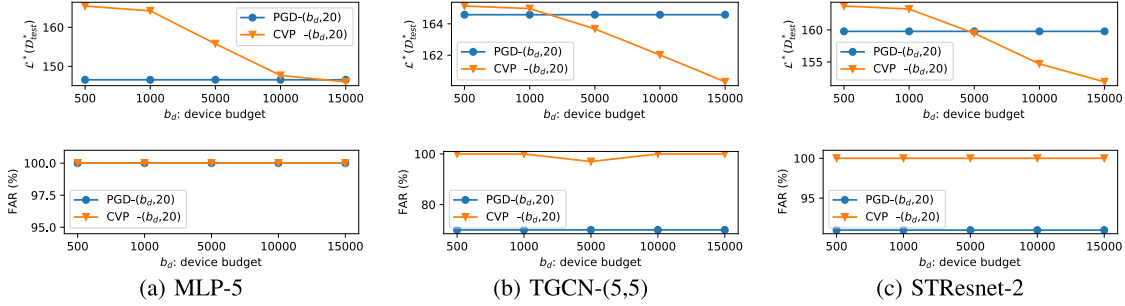 160
150
L*(D*test)
PGD-(bd,20)
CVP -(bd,20)
500 1000 5000 10000 15000
bd: device budget
100.0
97.5
95.0
FAR (%)
PGD-(bd,20)
CVP -(bd,20)
500 1000 5000 10000 15000
bd: device budget
(a) MLP-5
164
162
L*(D*test)
PGD-(bd,20)
CVP -(bd,20)
500 1000 5000 10000 15000
bd: device budget
100
80
FAR (%)
PGD-(bd,20)
CVP -(bd,20)
500 1000 5000 10000 15000
bd: device budget
(b) TGCN-(5,5)
160
155
L*(D*test)
PGD-(bd,20)
CVP -(bd,20)
500 1000 5000 10000 15000
bd: device budget
100
95
FAR (%)
PGD-(bd,20)
CVP -(bd,20)
500 1000 5000 10000 15000
bd: device budget
(c) STResnet-2